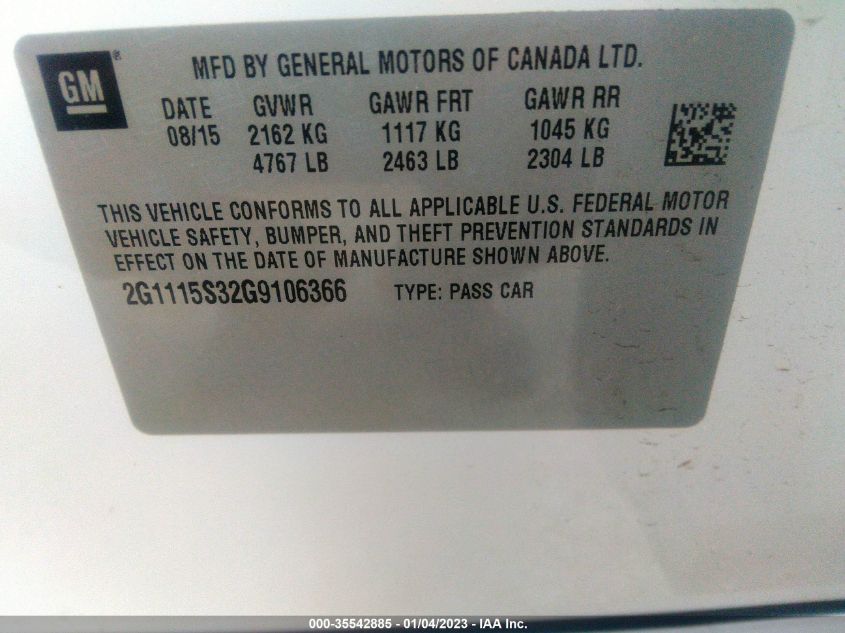 GM ®
MFD BY GENERAL MOTORS OF CANADA LTD.
DATE GVWR GAWR FRT GAWR RR
08/15 2162 KG 1117 KG 1045 KG
4767 LB 2463 LB 2304 LB
THIS VEHICLE CONFORMS TO ALL APPLICABLE U.S. FEDERAL MOTOR
VEHICLE SAFETY, BUMPER, AND THEFT PREVENTION STANDARDS IN
EFFECT ON THE DATE OF MANUFACTURE SHOWN ABOVE.
2G1115S32G9106366 TYPE: PASS CAR
000-35542885 - 01/04/2023 - IAA Inc.